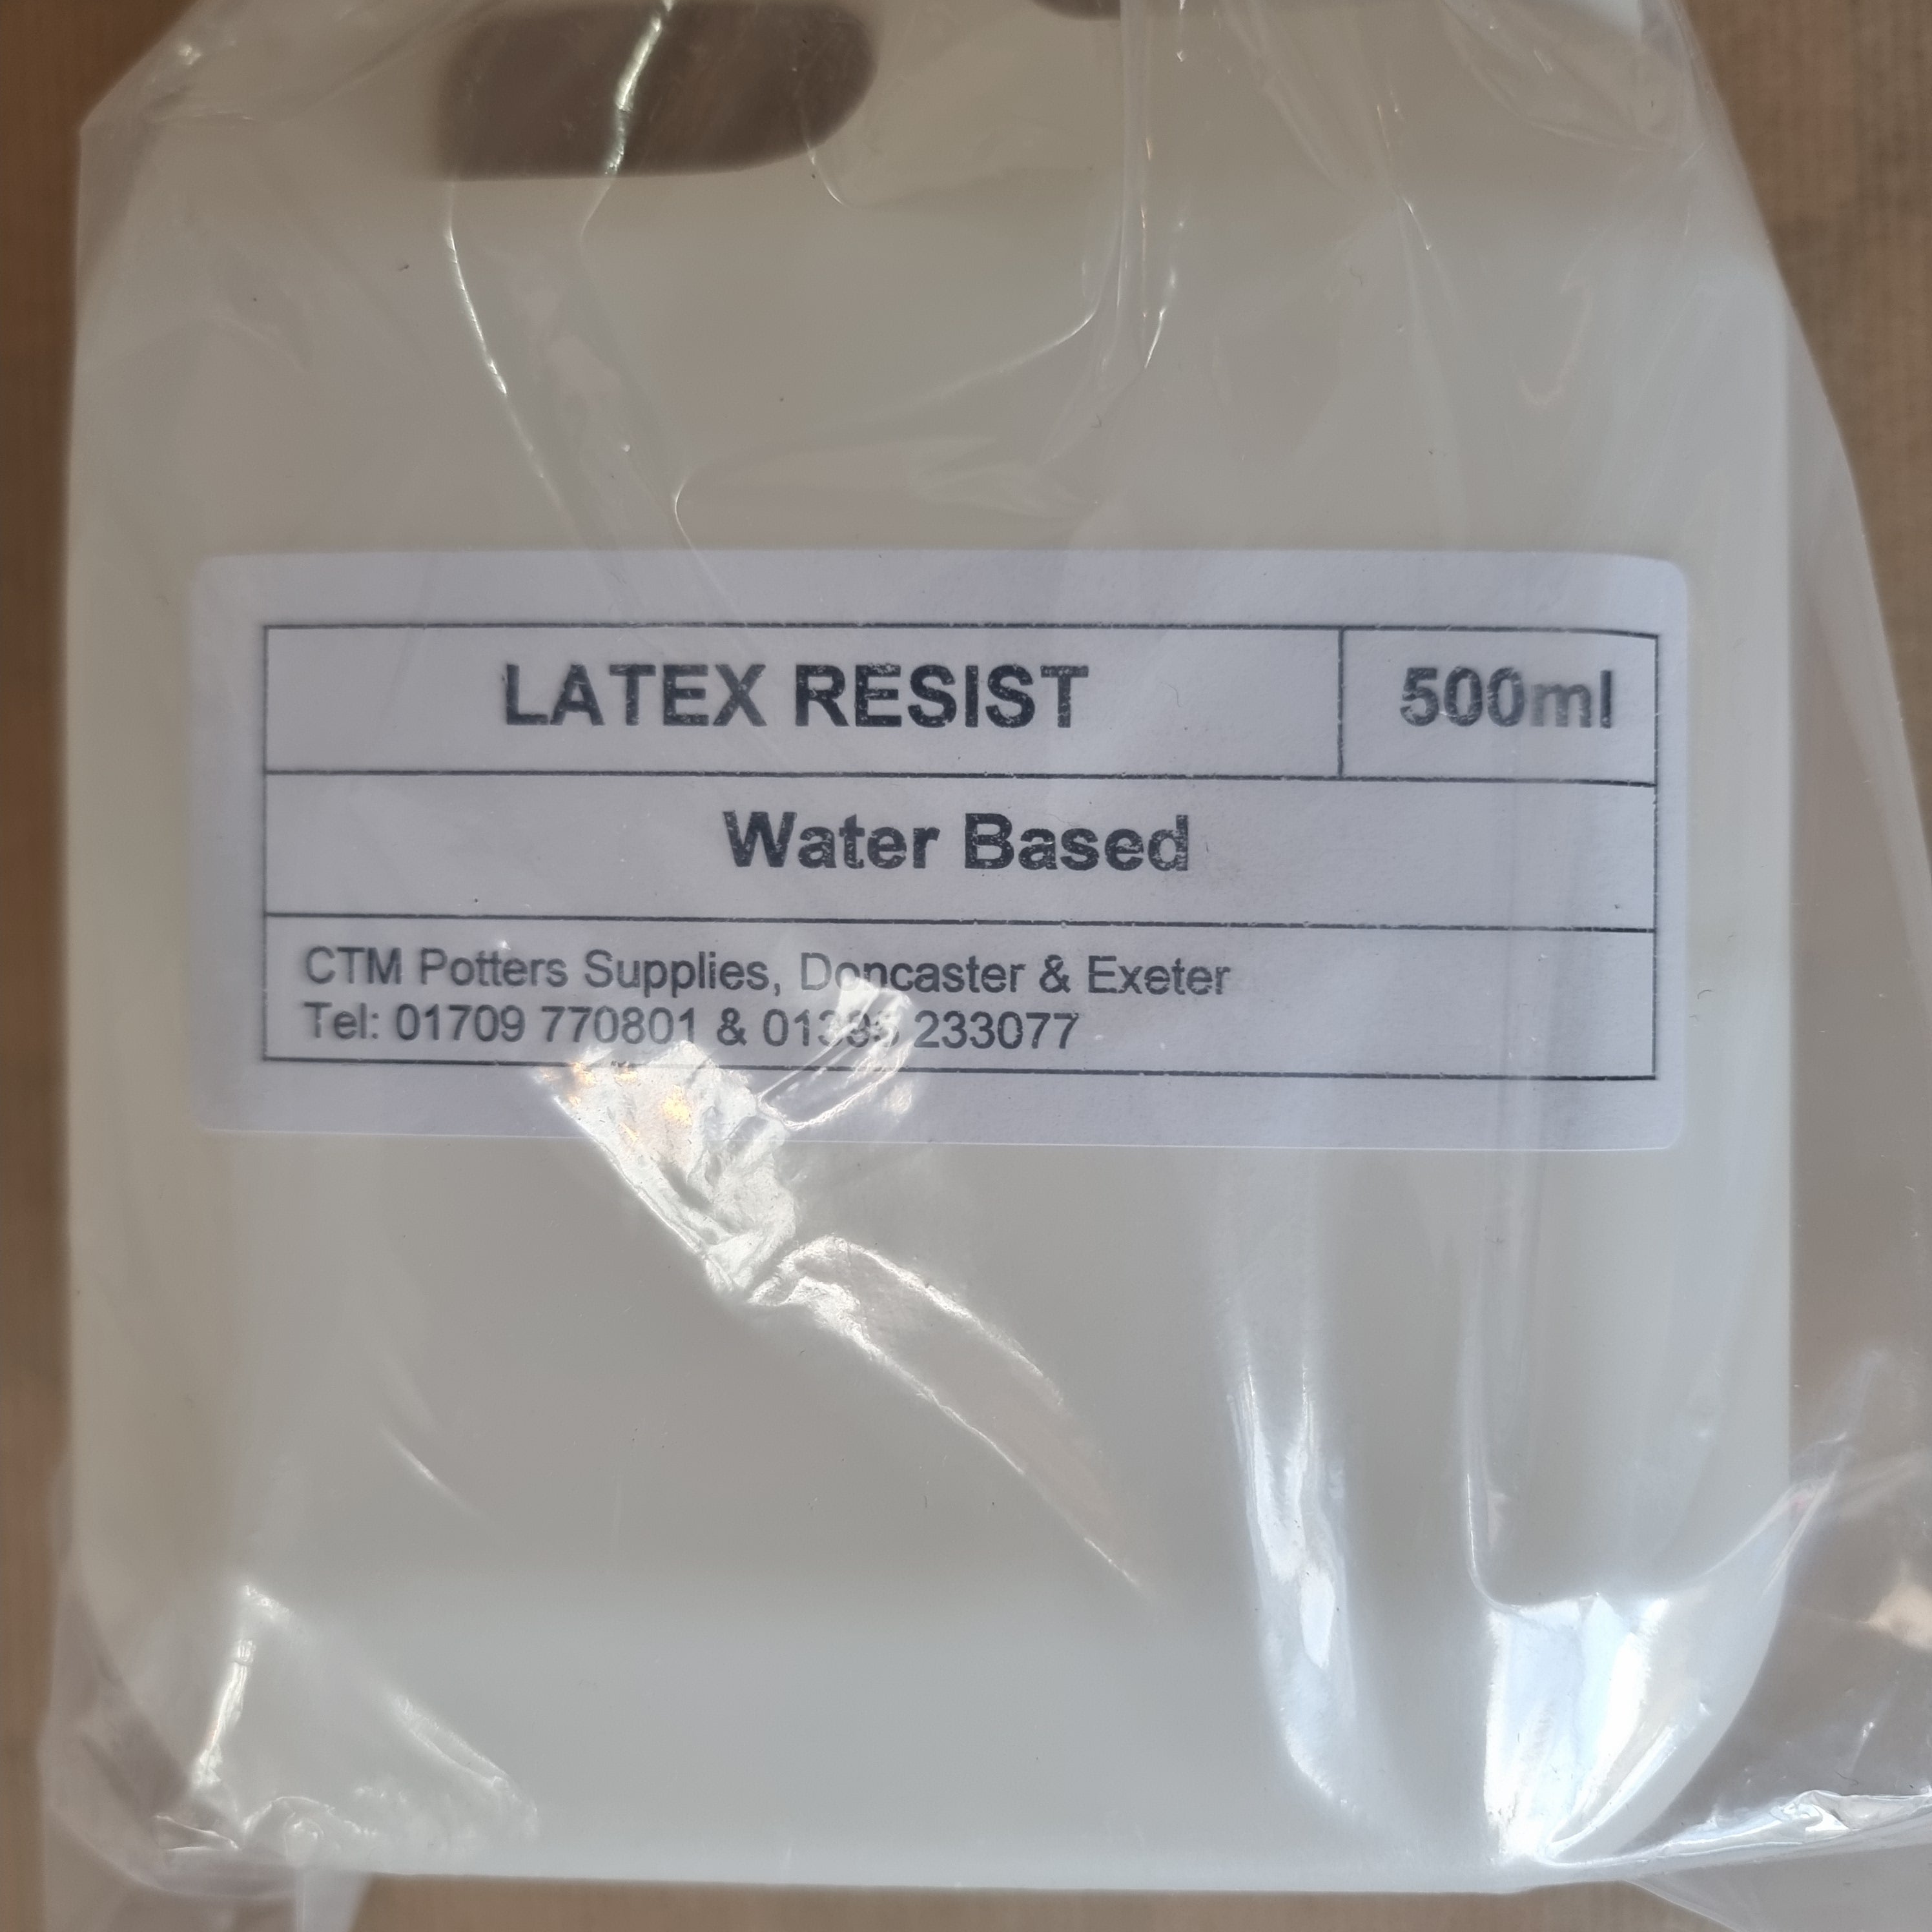 LATEX RESIST 500ml
Water Based
CTM Potters Supplies, Doncaster & Exeter
Tel: 01709 770801 & 233077